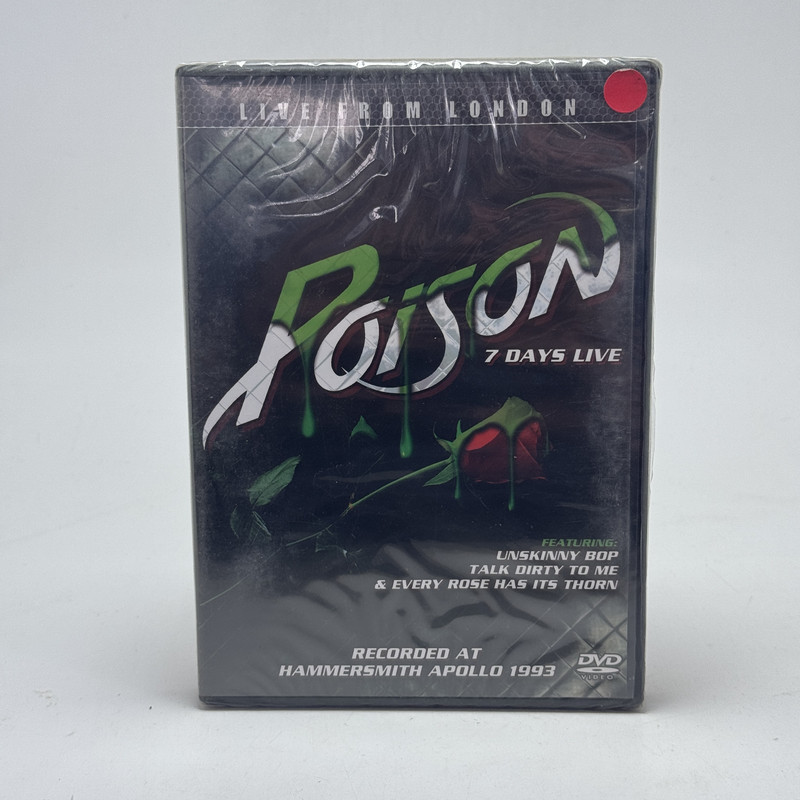 LIVE FROM LONDON
POISON
7 DAYS LIVE
FEATURING:
UNSKINNY BOP
TALK DIRTY TO ME
& EVERY ROSE HAS ITS THORN
RECORDED AT
HAMMERSMITH APOLLO 1993
DVD
VIDEO